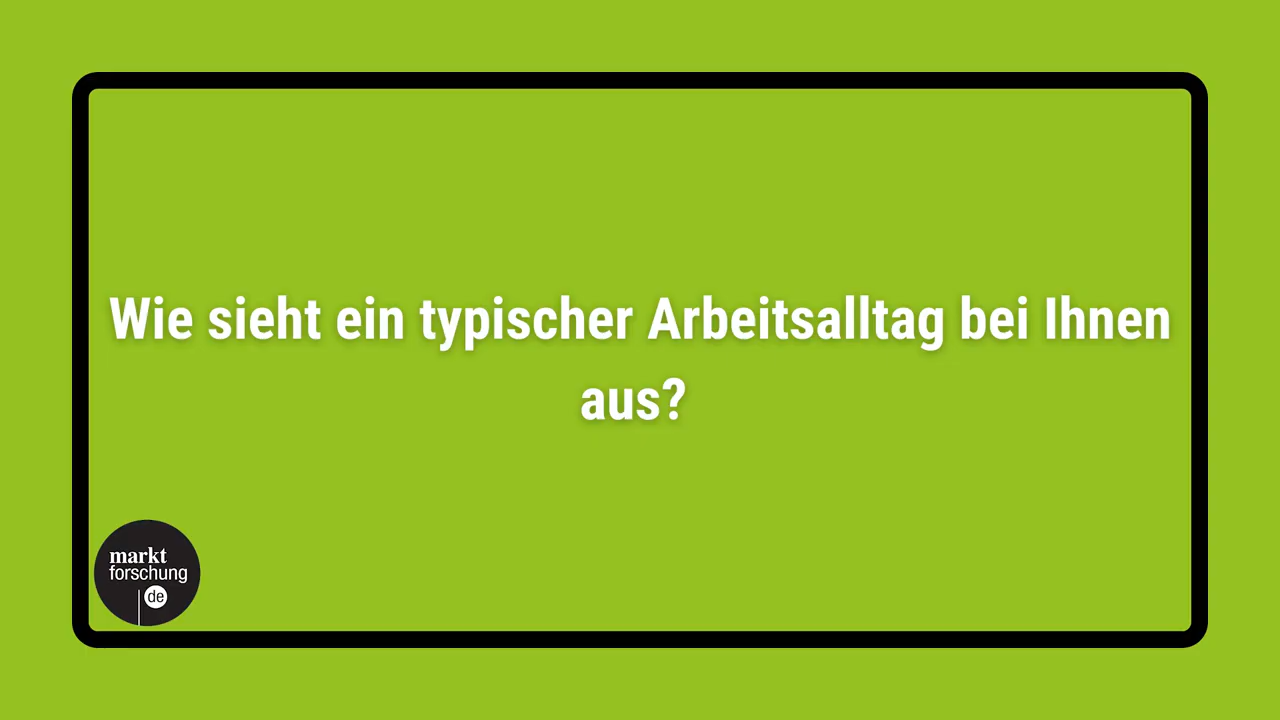 Wie sieht ein typischer Arbeitsalltag bei Ihnen
aus?
markt
forschung
de